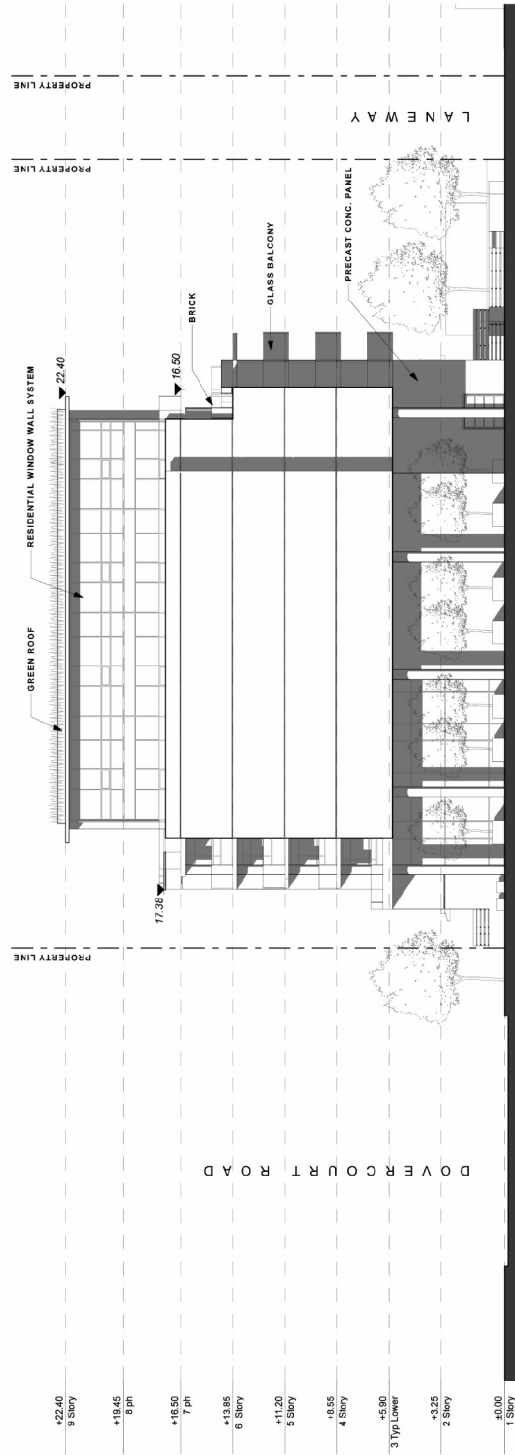 PROPERTY LINE
PROPERTY LINE
PROPERTY LINE
LANEWAY
DOVERCOURT ROAD
GREEN ROOF
RESIDENTIAL WINDOW WALL SYSTEM
22.40
16.50
17.38
BRICK
GLASS BALCONY
PRECAST CONC. PANEL
+22.40
9 Story
+19.45
8 ph
+16.50
7 ph
+13.85
6 Story
+11.20
5 Story
+8.55
4 Story
+5.90
3 Typ Lower
+3.25
2 Story
±0.00
1 Story